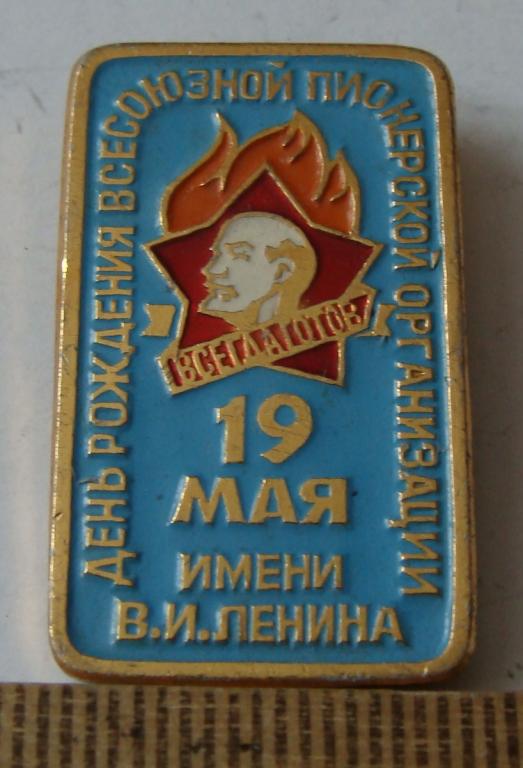 ДЕНЬ РОЖДЕНИЯ ВСЕСОЮЗНОЙ ПИОНЕРСКОЙ ОРГАНИЗАЦИИ
ВСЕГДА ГОТОВ
19
МАЯ
ИМЕНИ
В.И.ЛЕНИНА